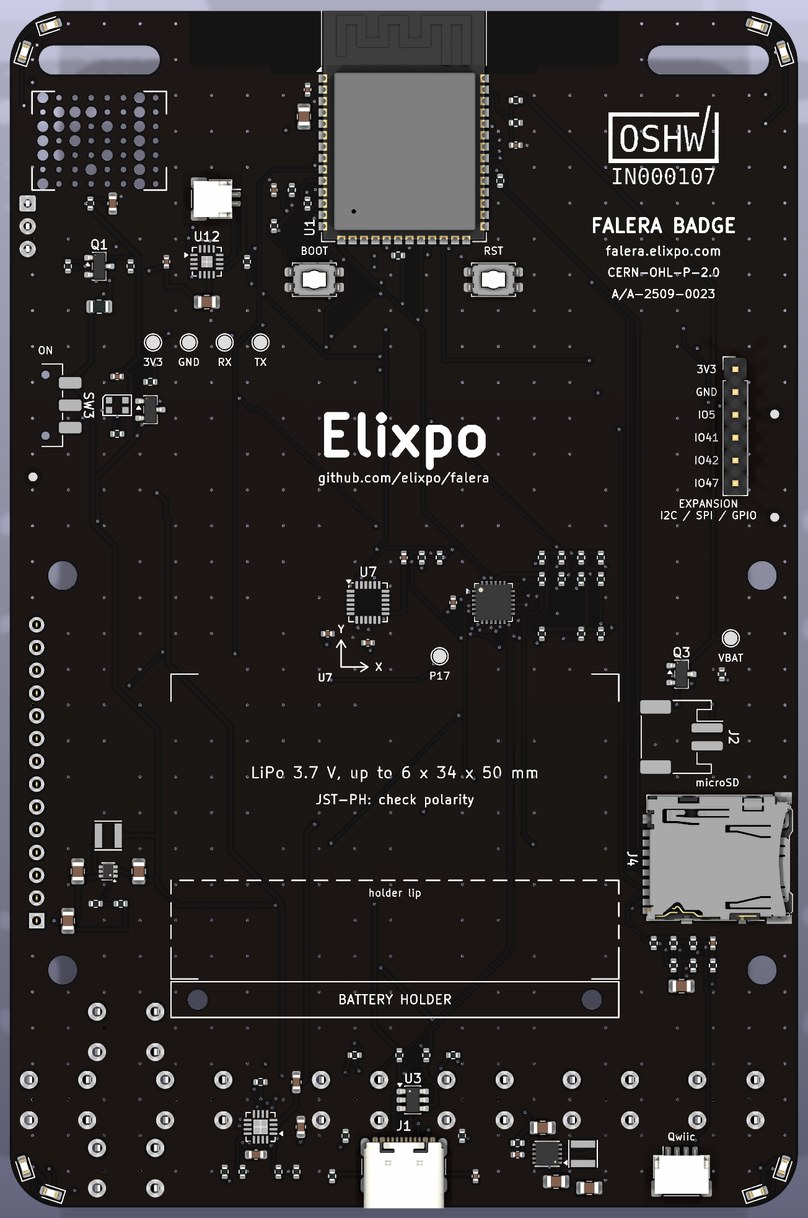 OSHW
IN000107
FALERA BADGE
falera.elixpo.com
CERN-OHL-P-2.0
A/A-2509-0023
U1
U12
Q1
BOOT
RST
ON
3V3
GND
RX
TX
SW3
3V3
GND
IO5
IO41
IO42
IO47
EXPANSION
I2C / SPI / GPIO
Elixpo
github.com/elixpo/falera
U7
Y
X
U7
P17
Q3
VBAT
J2
LiPo 3.7 V, up to 6 x 34 x 50 mm
JST-PH: check polarity
microSD
J4
holder lip
BATTERY HOLDER
U3
J1
Qwiic